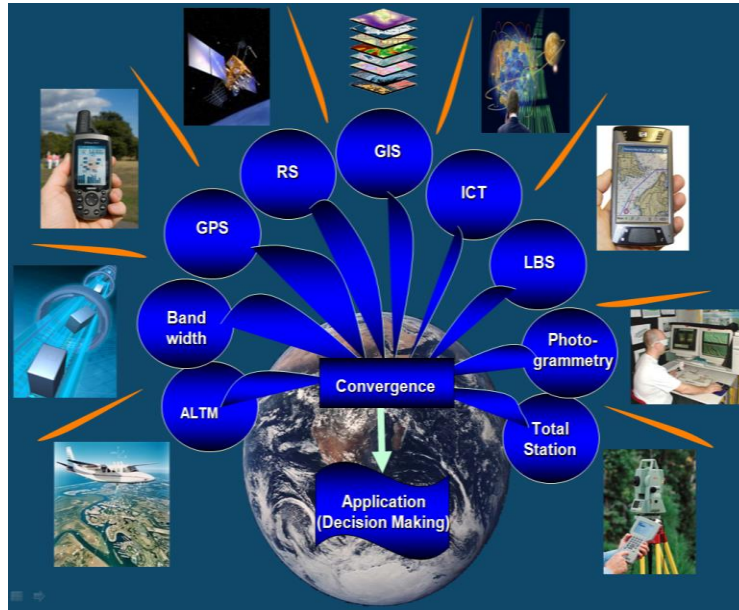 GIS
RS
ICT
GPS
LBS
Band
width
Photo-
grammetry
Convergence
ALTM
Total
Station
Application
(Decision Making)